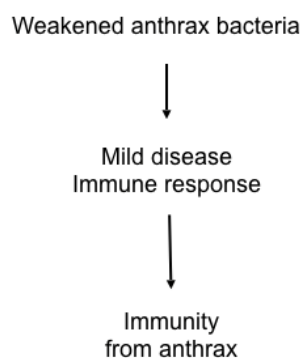 Weakened anthrax bacteria
Mild disease
Immune response
Immunity
from anthrax